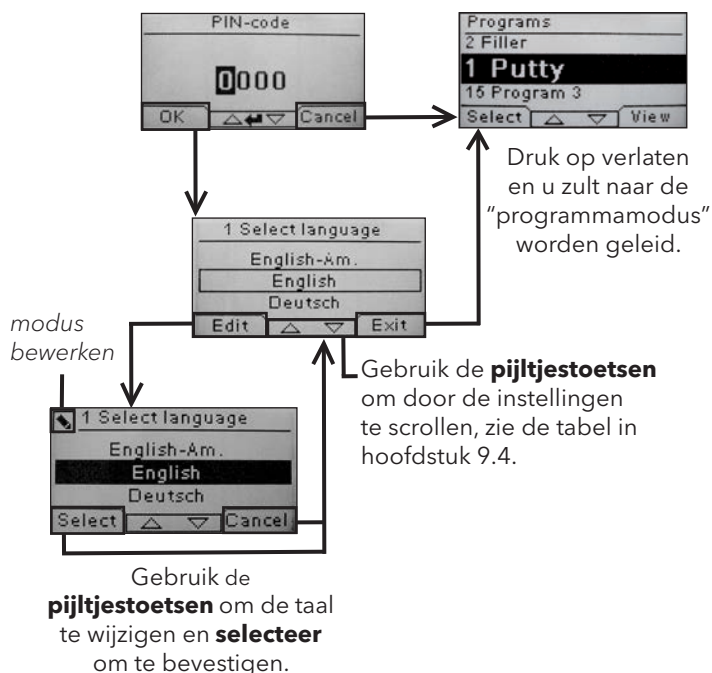 PIN-code
0000
OK
Cancel
Programs
2 Filler
1 Putty
15 Program 3
Select
View
Druk op verlaten
en u zult naar de
“programmamodus”
worden geleid.
1 Select language
English-Am.
English
Deutsch
Edit
Exit
modus
bewerken
Gebruik de pijltjestoetsen
om door de instellingen
te scrollen, zie de tabel in
hoofdstuk 9.4.
1 Select language
English-Am.
English
Deutsch
Select
Cancel
Gebruik de
pijltjestoetsen om de taal
te wijzigen en selecteer
om te bevestigen.